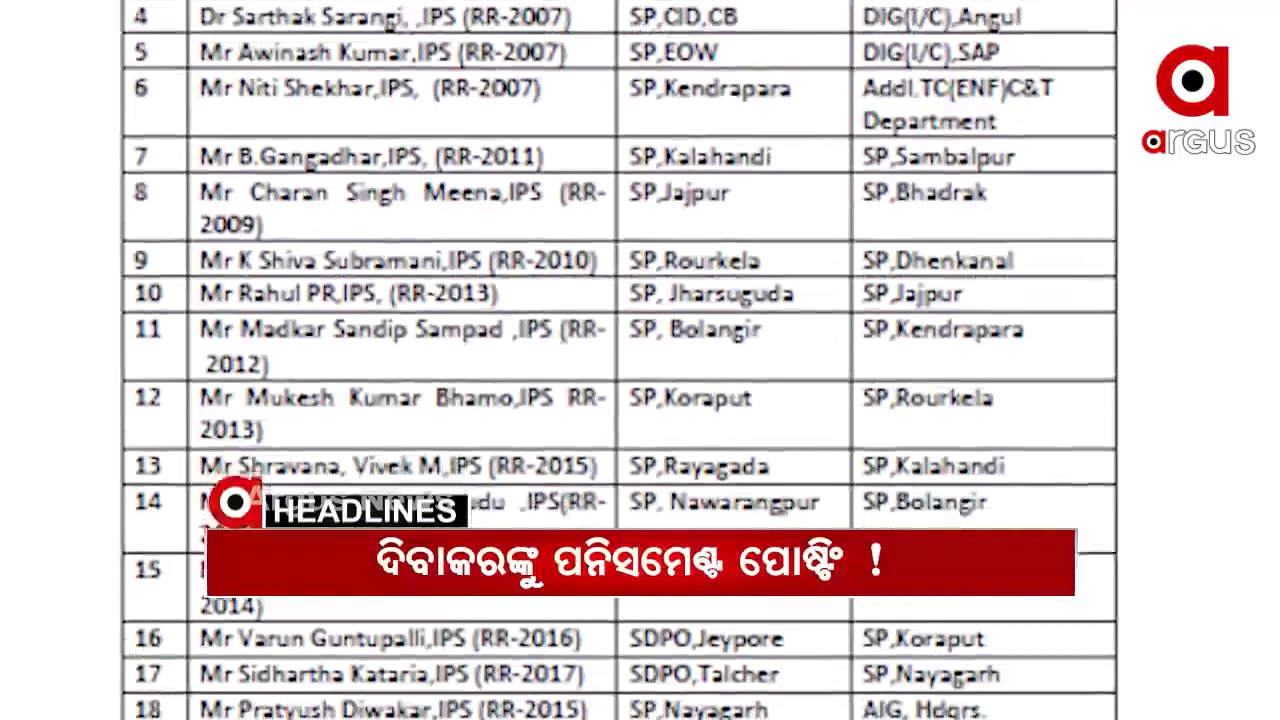 4 Dr Sarthak Sarangi, ,IPS (RR-2007) SP,CID,CB DIG(I/C),Angul
5 Mr Awinash Kumar,IPS (RR-2007) SP,EOW DIG(I/C),SAP
6 Mr Niti Shekhar,IPS, (RR-2007) SP,Kendrapara Addl.TC(ENF)C&T
Department
7 Mr B.Gangadhar,IPS, (RR-2011) SP,Kalahandi SP,Sambalpur
8 Mr Charan Singh Meena,IPS (RR-
2009)
SP,Jajpur SP,Bhadrak
9 Mr K Shiva Subramani,IPS (RR-2010) SP,Rourkela SP,Dhenkanal
10 Mr Rahul PR,IPS, (RR-2013) SP, Jharsuguda SP,Jajpur
11 Mr Madkar Sandip Sampad ,IPS (RR-
2012)
SP, Bolangir SP,Kendrapara
12 Mr Mukesh Kumar Bhamo,IPS RR-
2013)
SP,Koraput SP,Rourkela
13 Mr Shravana, Vivek M,IPS (RR-2015) SP,Rayagada SP,Kalahandi
14 ,IPS(RR- SP, Nawarangpur SP,Bolangir
15
2014)
16 Mr Varun Guntupalli,IPS (RR-2016) SDPO,Jeypore SP,Koraput
17 Mr Sidhartha Kataria,IPS (RR-2017) SDPO,Talcher SP,Nayagarh
18 Mr Pratyush Diwakar,IPS (RR-2015) SP,Nayagarh AIG, Hdqrs.
argus
HEADLINES
ଦିବାକରଙ୍କୁ ପନିସମେଣ୍ଟ ପୋଷ୍ଟିଂ !